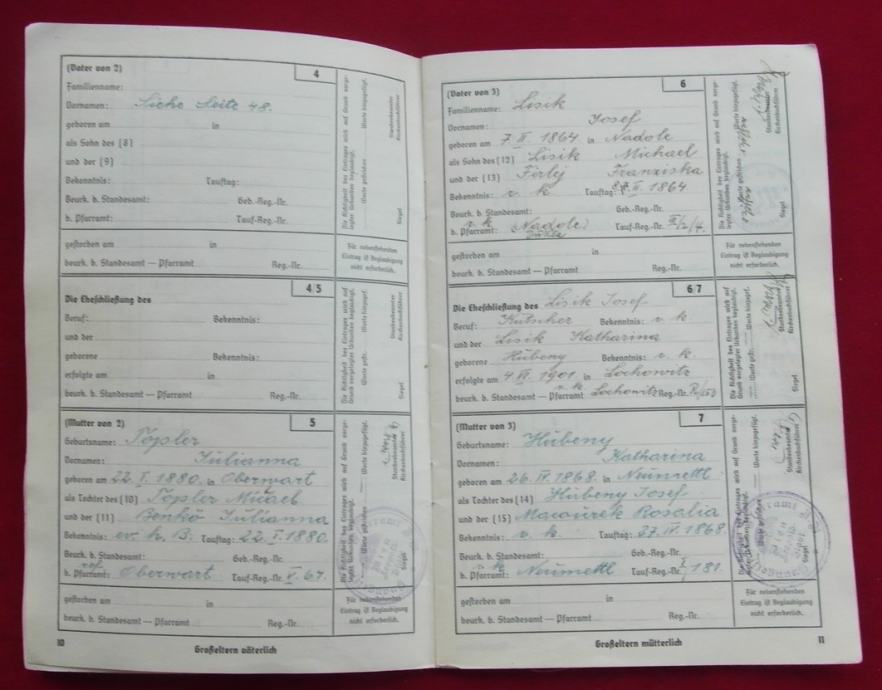 (Vater von 2) 4
Familienname:
Vornamen: Siehe Seite 48.
geboren am in
als Sohn des (8)
und der (9)
Bekenntnis: Tauftag:
Beurk. b. Standesamt: Geb.-Reg.-Nr.
b. Pfarramt: Tauf-Reg.-Nr.
gestorben am in
beurk. b. Standesamt — Pfarramt Reg.-Nr.
Für nebenstehenden
Eintrag ist Beglaubigung
nicht erforderlich.
4/5
Die Eheschließung des
Beruf: Bekenntnis:
und der
geborene Bekenntnis:
erfolgte am in
beurk. b. Standesamt — Pfarramt Reg.-Nr.
(Mutter von 2) 5
Geburtsname: Töpler
Vornamen: Julianna
geboren am 22. I. 1880. in Oberwart
als Tochter des (10) Töpler
und der (11) Benkö Julianna
Bekenntnis: ev. h. B. Tauftag: 22. I. 1880.
Beurk. b. Standesamt: Geb.-Reg.-Nr.
ref.
b. Pfarramt: Oberwart Tauf-Reg.-Nr. V. 67.
gestorben am in
beurk. b. Standesamt — Pfarramt Reg.-Nr.
Für nebenstehenden
Eintrag ist Beglaubigung
nicht erforderlich.
10 Großeltern väterlich
(Vater von 3) 6
Familienname: Lisik
Vornamen: Josef
geboren am 7. II 1864 in Nadole
als Sohn des (12) Lisik Michael
und der (13) Firlej Franziska
Bekenntnis: r. k Tauftag: II. 1864
Beurk. b. Standesamt: Geb.-Reg.-Nr.
r. k
b. Pfarramt: Nadole Tauf-Reg.-Nr.
gestorben am in
beurk. b. Standesamt — Pfarramt Reg.-Nr.
Für nebenstehenden
Eintrag ist Beglaubigung
nicht erforderlich.
6/7
Die Eheschließung des Lisik Josef
Beruf: Kutscher Bekenntnis: r. k
und der Lisik Katharina
geborene Hübeny Bekenntnis: r. k.
erfolgte am 4. VI. 1901 in Lochowitz
r. k
beurk. b. Standesamt — Pfarramt Lochowitz Reg.-Nr.
(Mutter von 3) 7
Geburtsname: Hübeny
Vornamen: Katharina
geboren am 26. IV. 1868. in Neumettl
als Tochter des (14) Hübeny Josef
und der (15) Macourek Rosalia
Bekenntnis: r. k. Tauftag: 27. IV. 1868.
Beurk. b. Standesamt: Geb.-Reg.-Nr.
r. k
b. Pfarramt: Neumettl Tauf-Reg.-Nr. I/181.
gestorben am in
beurk. b. Standesamt — Pfarramt Reg.-Nr.
Für nebenstehenden
Eintrag ist Beglaubigung
nicht erforderlich.
Großeltern mütterlich 11